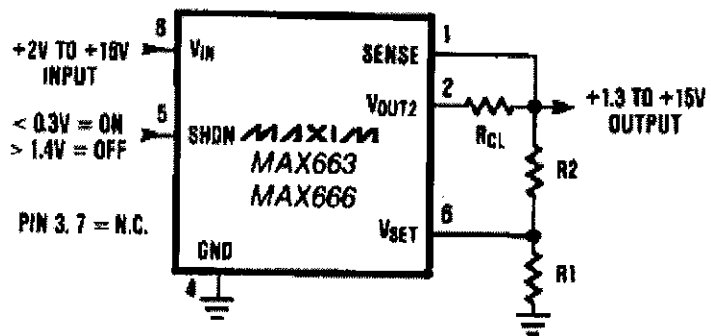 8
+2V TO +16V
INPUT
VIN
1
SENSE
2
VOUT2
RCL
+1.3 TO +15V
OUTPUT
5
< 0.3V = ON
> 1.4V = OFF
SHDN MAXIM
MAX663
MAX666
R2
PIN 3, 7 = N.C.
6
VSET
GND
4
R1